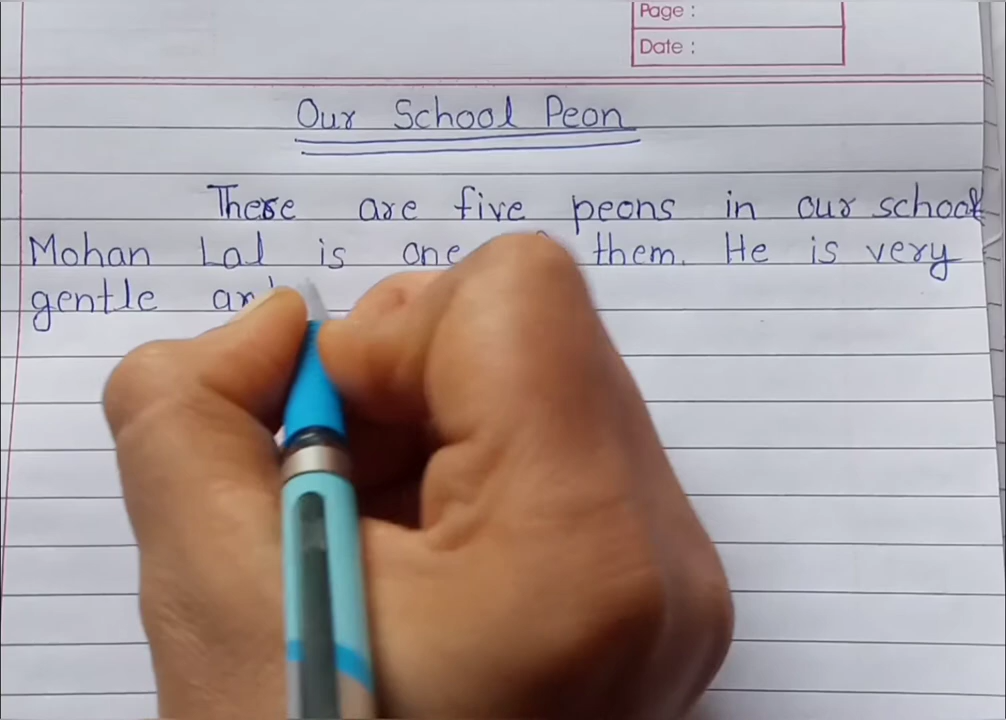 Page :
Date :
Our School Peon
There are five peons in our school
Mohan Lal is one them. He is very
gentle